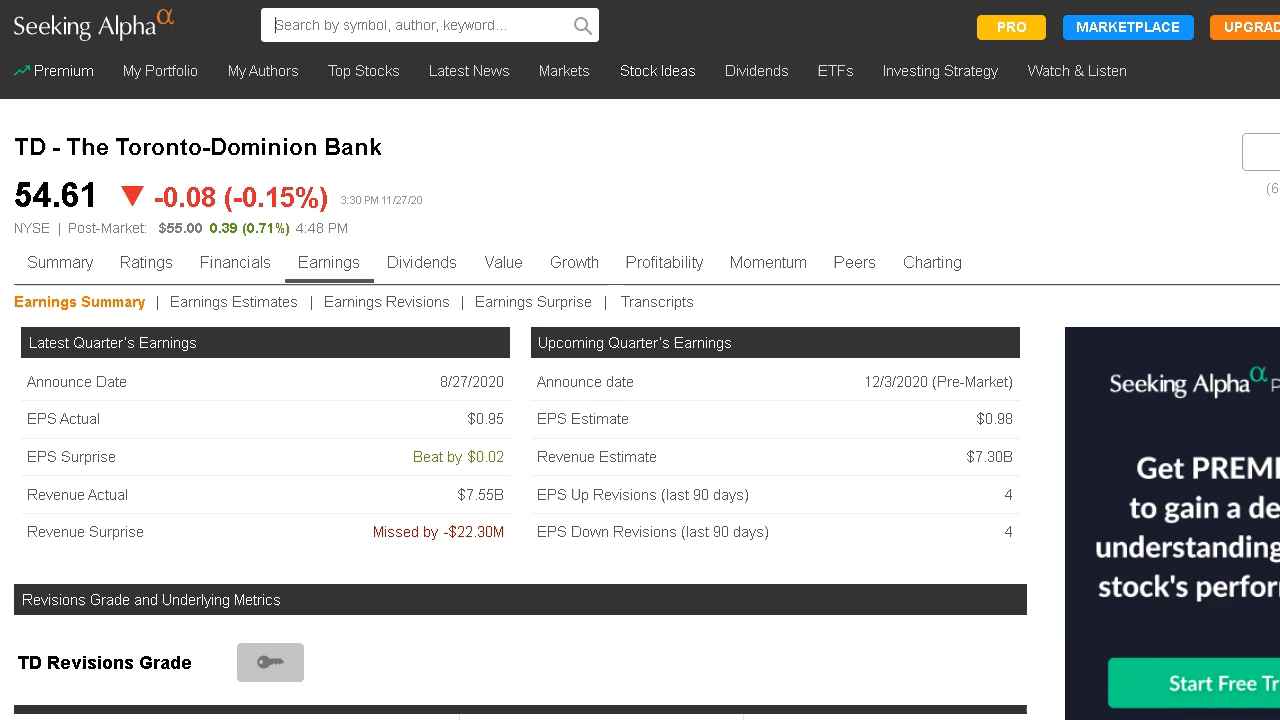 Seeking Alpha α
Search by symbol, author, keyword...
PRO
MARKETPLACE
Premium
My Portfolio
My Authors
Top Stocks
Latest News
Markets
Stock Ideas
Dividends
ETFs
Investing Strategy
Watch & Listen
TD - The Toronto-Dominion Bank
54.61 ▼ -0.08 (-0.15%) 3:30 PM 11/27/20
NYSE | Post-Market: $55.00 0.39 (0.71%) 4:48 PM
Summary
Ratings
Financials
Earnings
Dividends
Value
Growth
Profitability
Momentum
Peers
Charting
Earnings Summary | Earnings Estimates | Earnings Revisions | Earnings Surprise | Transcripts
Latest Quarter's Earnings
Announce Date 8/27/2020
EPS Actual $0.95
EPS Surprise Beat by $0.02
Revenue Actual $7.55B
Revenue Surprise Missed by -$22.30M
Upcoming Quarter's Earnings
Announce date 12/3/2020 (Pre-Market)
EPS Estimate $0.98
Revenue Estimate $7.30B
EPS Up Revisions (last 90 days) 4
EPS Down Revisions (last 90 days) 4
Revisions Grade and Underlying Metrics
TD Revisions Grade
Seeking Alpha α
Get
to gain a
understanding
stock's
Start Free